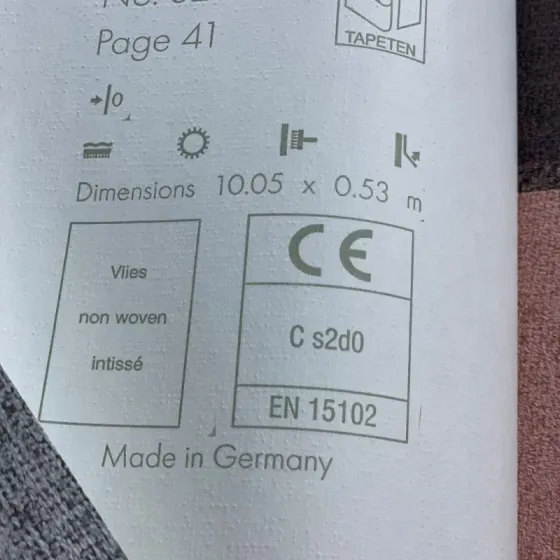 Page 41
TAPETEN
Dimensions 10.05 x 0.53 m
Vlies
non woven
intissé
CE
C s2d0
EN 15102
Made in Germany